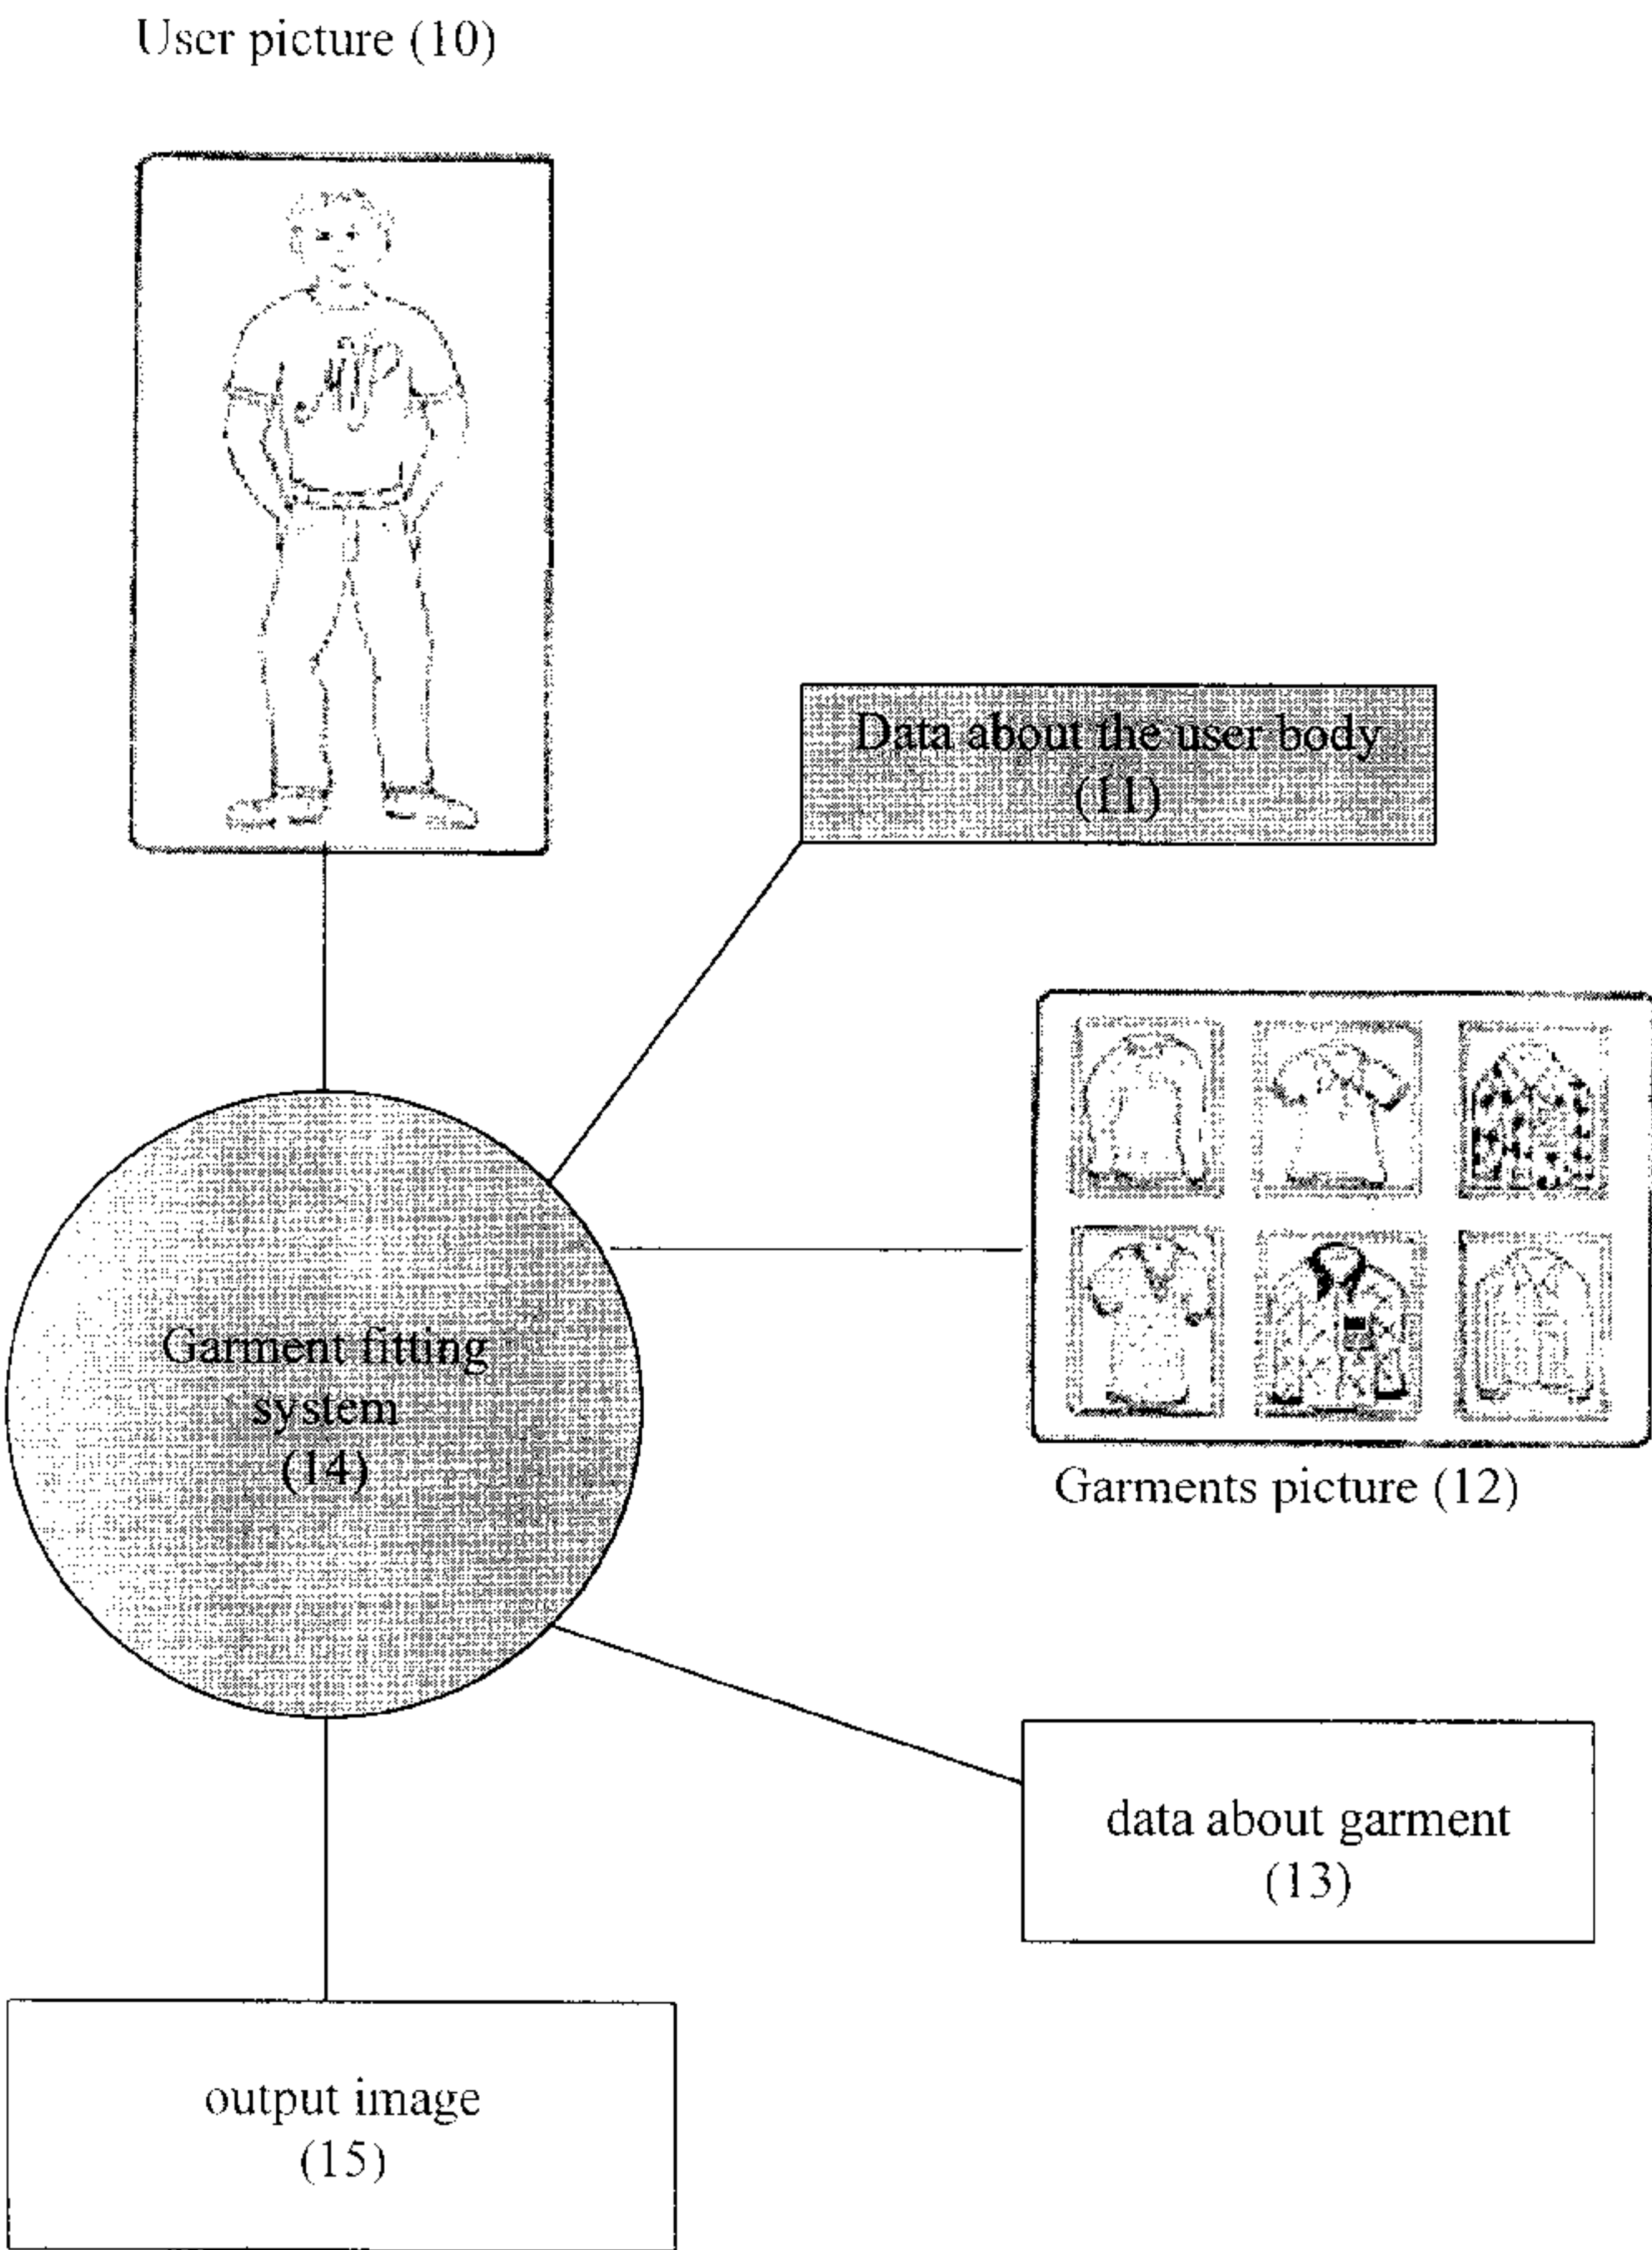 User picture (10)
Data about the user body
(11)
Garment fitting
system
(14)
Garments picture (12)
data about garment
(13)
output image
(15)